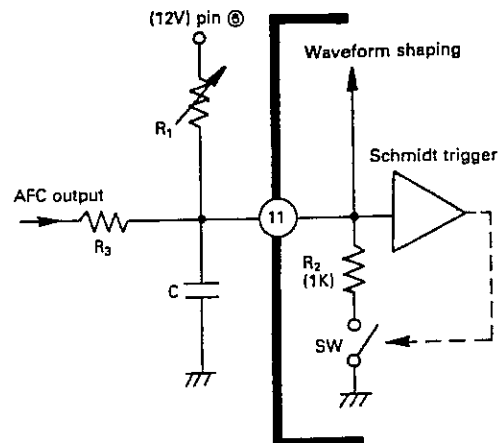 (12V) pin ⑥
Waveform shaping
R₁
Schmidt trigger
AFC output
11
R₃
R₂
(1K)
C
SW